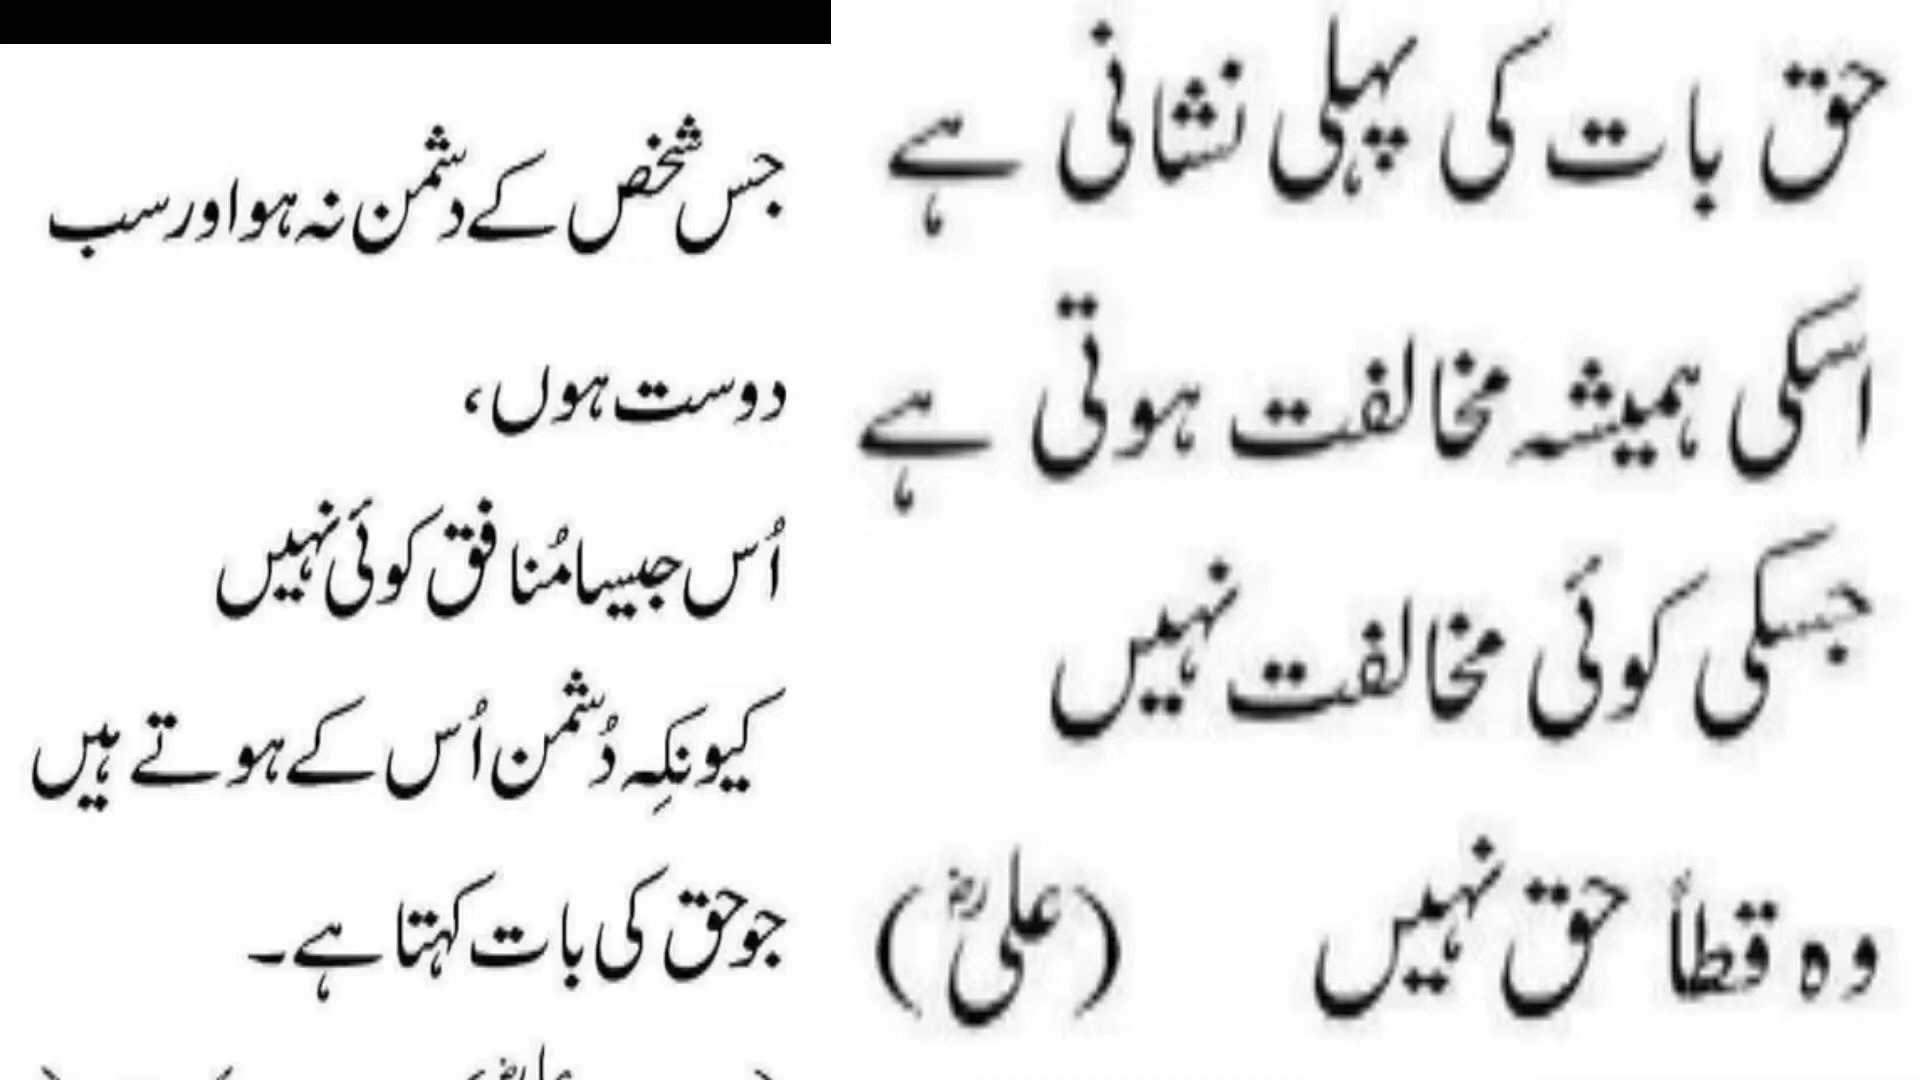 حق بات کی پہلی نشانی ہے
اسکی ہمیشہ مخالفت ہوتی ہے
جسکی کوئی مخالفت نہیں
وہ قطاً حق نہیں (علیؓ)
جس شخص کے دشمن نہ ہو اور سب
دوست ہوں،
اُس جیسا مُنافق کوئی نہیں
کیونکِہ دُشمن اُس کے ہوتے ہیں
جو حق کی بات کہتا ہے۔